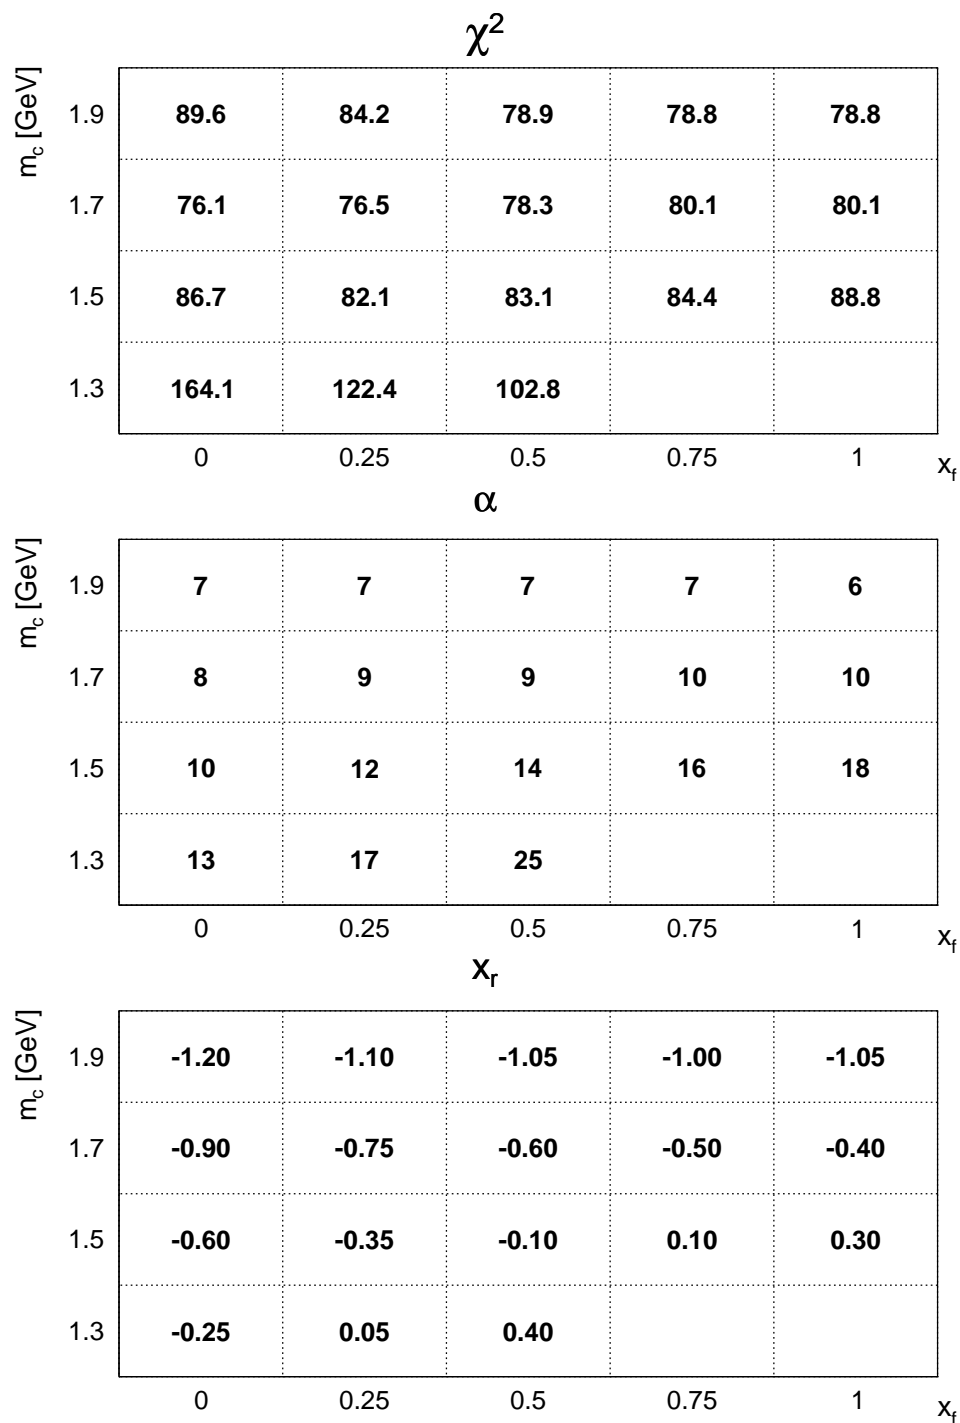 χ²
m_c [GeV]
1.9 89.6 84.2 78.9 78.8 78.8
1.7 76.1 76.5 78.3 80.1 80.1
1.5 86.7 82.1 83.1 84.4 88.8
1.3 164.1 122.4 102.8
0 0.25 0.5 0.75 1 x_f
α
m_c [GeV]
1.9 7 7 7 7 6
1.7 8 9 9 10 10
1.5 10 12 14 16 18
1.3 13 17 25
0 0.25 0.5 0.75 1 x_f
x_r
m_c [GeV]
1.9 -1.20 -1.10 -1.05 -1.00 -1.05
1.7 -0.90 -0.75 -0.60 -0.50 -0.40
1.5 -0.60 -0.35 -0.10 0.10 0.30
1.3 -0.25 0.05 0.40
0 0.25 0.5 0.75 1 x_f